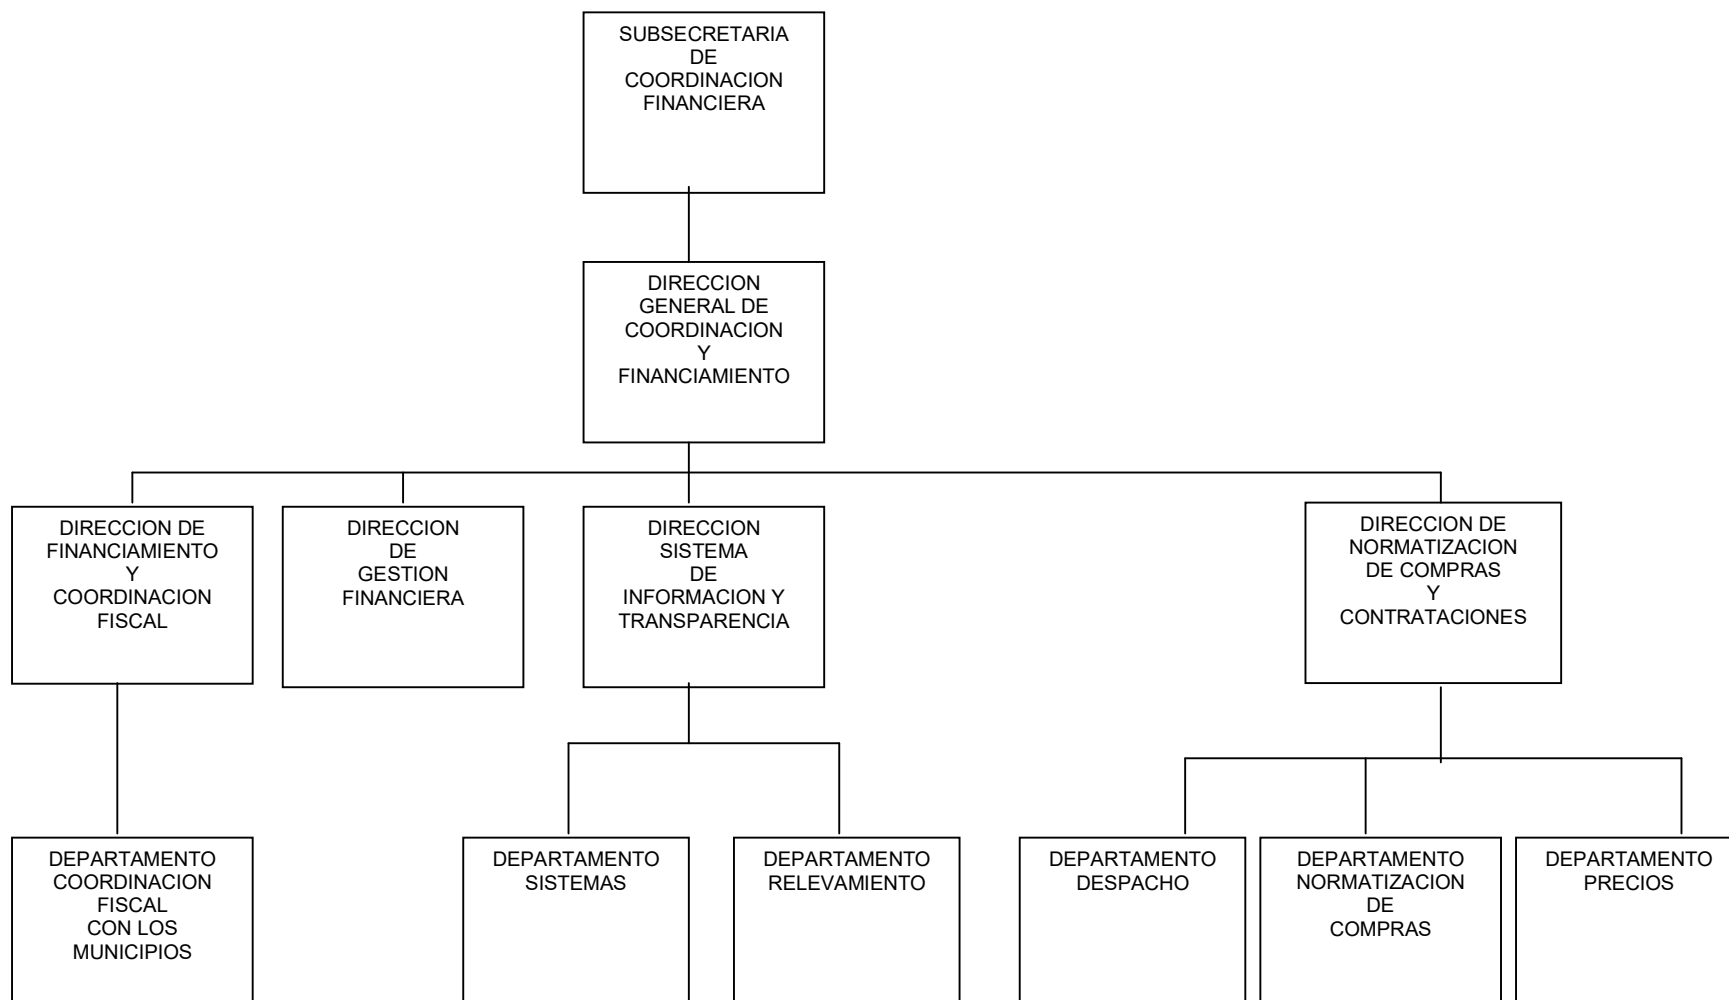 SUBSECRETARIA
DE
COORDINACION
FINANCIERA
DIRECCION
GENERAL DE
COORDINACION
Y
FINANCIAMIENTO
DIRECCION DE
FINANCIAMIENTO
Y
COORDINACION
FISCAL
DIRECCION
DE
GESTION
FINANCIERA
DIRECCION
SISTEMA
DE
INFORMACION Y
TRANSPARENCIA
DIRECCION DE
NORMATIZACION
DE COMPRAS
Y
CONTRATACIONES
DEPARTAMENTO
COORDINACION
FISCAL
CON LOS
MUNICIPIOS
DEPARTAMENTO
SISTEMAS
DEPARTAMENTO
RELEVAMIENTO
DEPARTAMENTO
DESPACHO
DEPARTAMENTO
NORMATIZACION
DE
COMPRAS
DEPARTAMENTO
PRECIOS